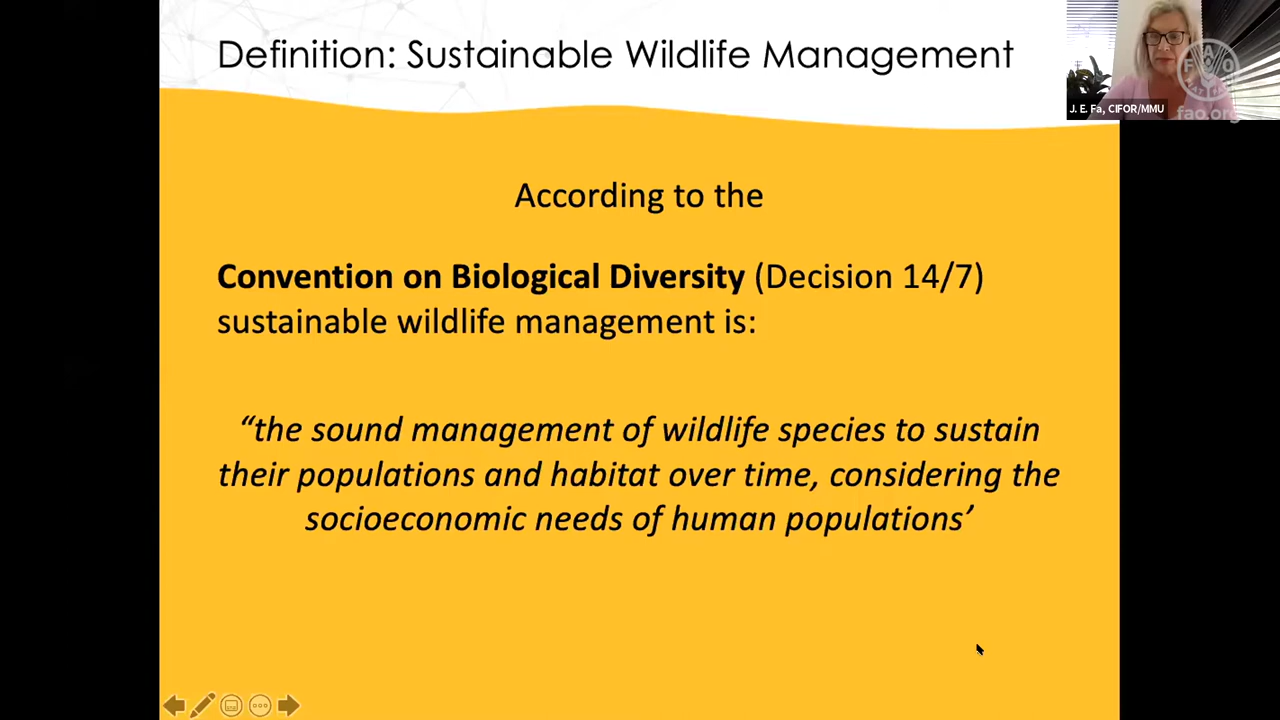 Definition: Sustainable Wildlife Management
J. E. Fa, CIFOR/MMU
F A O
fao.org
According to the
Convention on Biological Diversity (Decision 14/7)
sustainable wildlife management is:
“the sound management of wildlife species to sustain
their populations and habitat over time, considering the
socioeconomic needs of human populations’